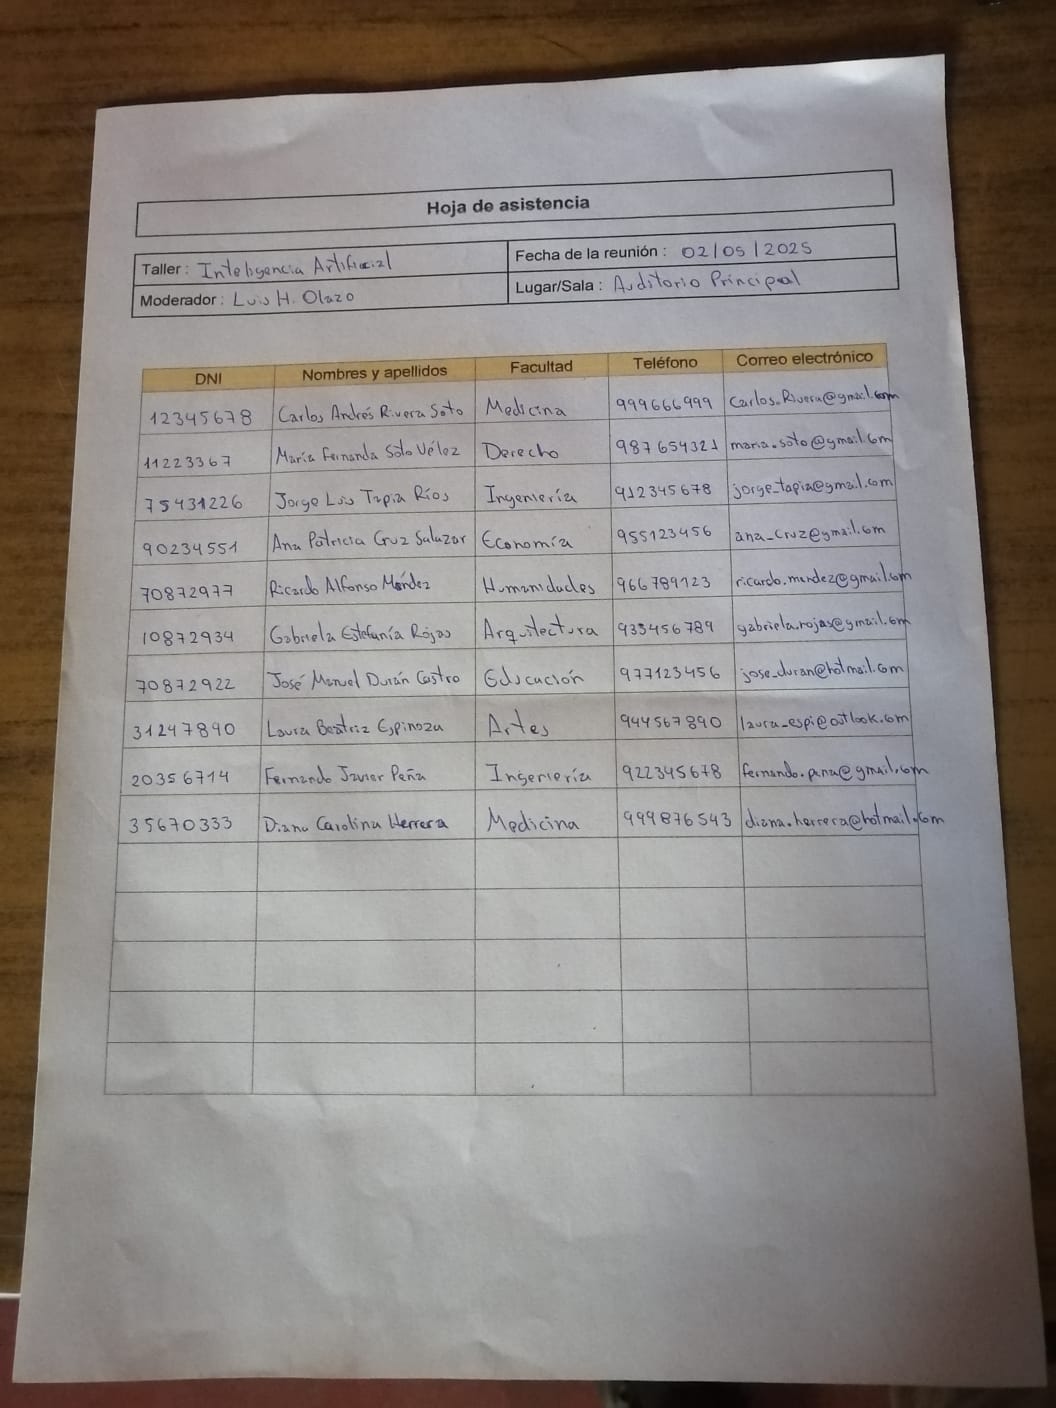 Hoja de asistencia
Taller: Inteligencia Artificial Fecha de la reunión: 02/05/2025
Moderador: Luis H. Olazo Lugar/Sala: Auditorio Principal
DNI Nombres y apellidos Facultad Teléfono Correo electrónico
12345678 Carlos Andrés Rivera Soto Medicina 999666999 Carlos.Rivera@gmail.com
11223367 María Fernanda Soto Vélez Derecho 987654321 maria.soto@gmail.com
75431226 Jorge Luis Tapia Ríos Ingeniería 912345678 jorge_tapia@gmail.com
90234551 Ana Patricia Cruz Salazar Economía 955123456 ana_cruz@gmail.com
70872977 Ricardo Alfonso Méndez Humanidades 966789123 ricardo.mendez@gmail.com
10872934 Gabriela Estefanía Rojas Arquitectura 933456789 gabriela.rojas@gmail.com
70872922 José Manuel Durán Castro Educación 977123456 jose_duran@hotmail.com
31247890 Laura Beatriz Espinoza Artes 944567890 laura_espi@outlook.com
20356714 Fernando Javier Peña Ingeniería 922345678 fernando.pena@gmail.com
35670333 Diana Carolina Herrera Medicina 999876543 diana.herrera@hotmail.com